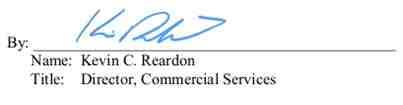 By:
Name: Kevin C. Reardon
Title: Director, Commercial Services